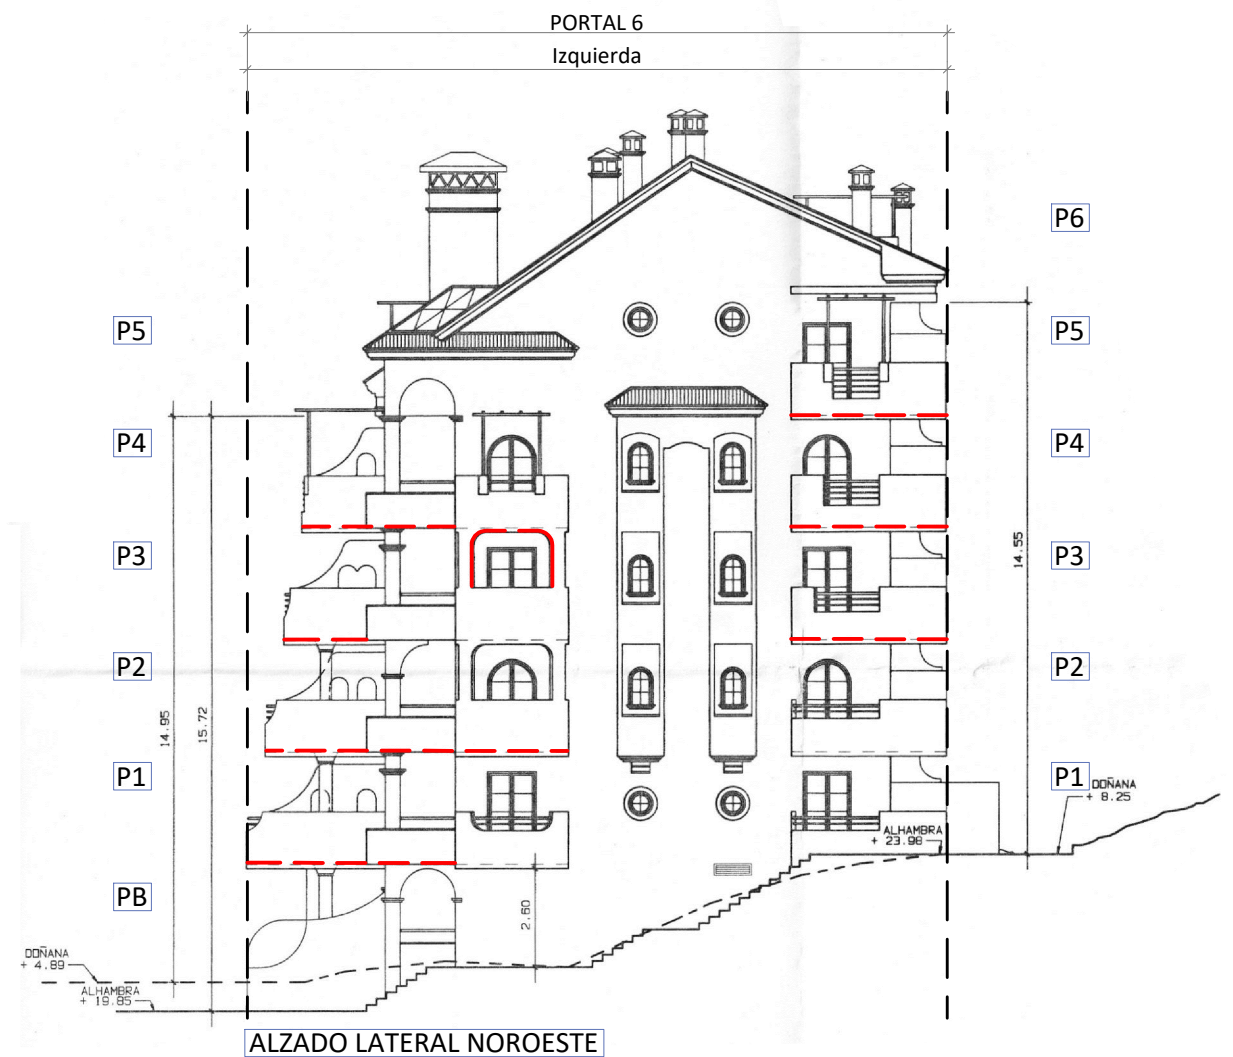 PORTAL 6
Izquierda
P6
P5
P5
P4
P4
P3
P3
14.55
P2
P2
14.95
15.72
P1
P1
DOÑANA
+ 8.25
ALHAMBRA
+ 23.98
PB
2.60
DOÑANA
+ 4.89
ALHAMBRA
+ 19.85
ALZADO LATERAL NOROESTE